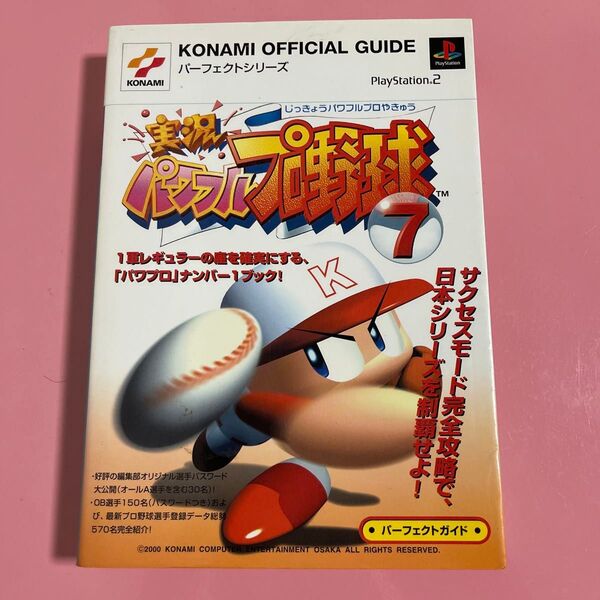 KONAMI
KONAMI OFFICIAL GUIDE
パーフェクトシリーズ
PlayStation
PlayStation.2
じっきょうパワフルプロやきゅう
実況
パワフルプロ野球
TM
7
1軍レギュラーの座を確実にする、
「パワプロ」ナンバー1ブック!
K
サクセスモード完全攻略で、
日本シリーズを制覇せよ!
・好評の編集部オリジナル選手パスワード
大公開(オールA選手を含む30名)!
・OB選手150名(パスワードつき)およ
び、最新プロ野球選手登録データ総勢
570名完全紹介!
パーフェクトガイド
©2000 KONAMI COMPUTER ENTERTAINMENT OSAKA ALL RIGHTS RESERVED.